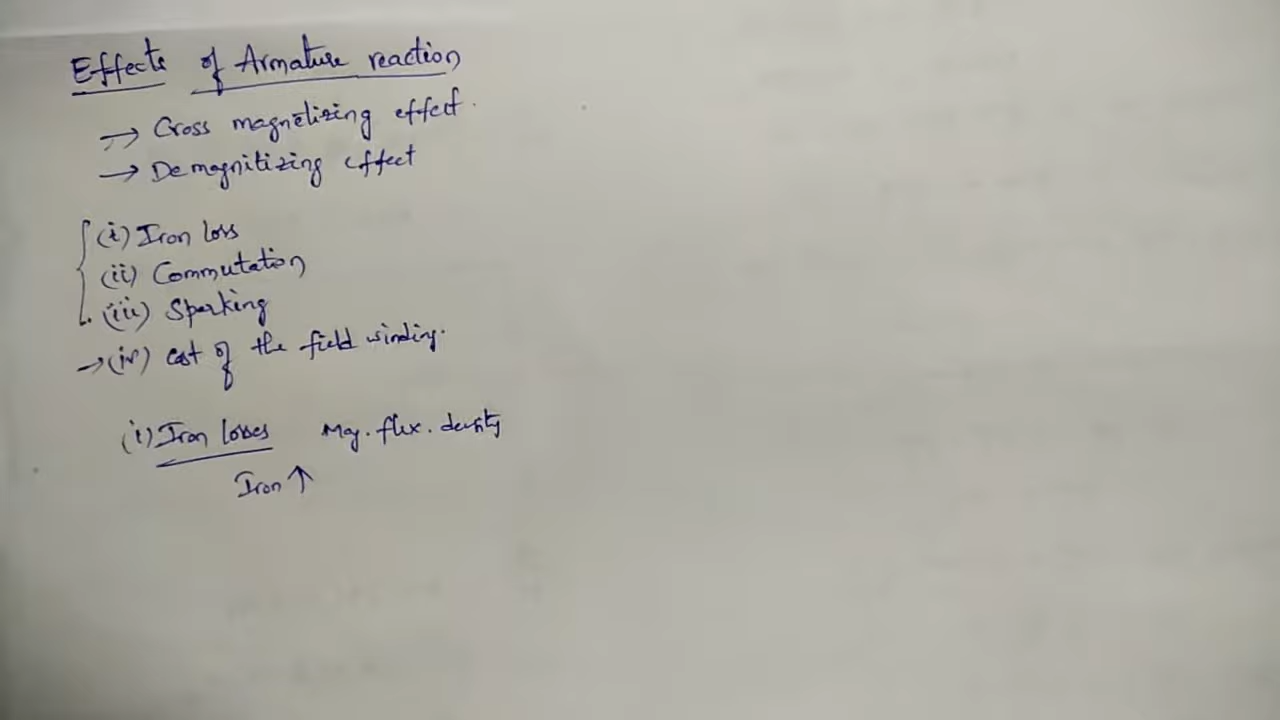 Effects of Armature reaction
→ Cross magnetizing effect.
→ Demagnitizing effect
(i) Iron loss
(ii) Commutation
(iii) Sparking
→ (iv) Cost of the field winding.
(i) Iron losses Mag. flux. density
Iron ↑